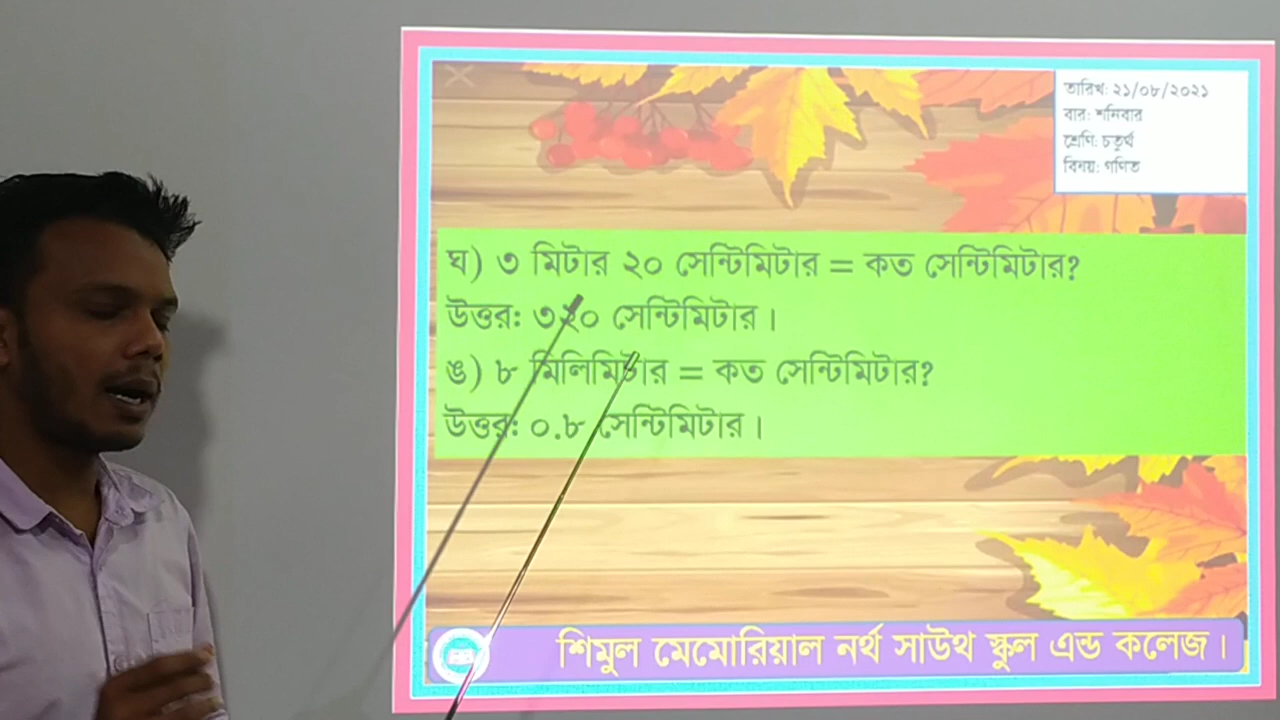 তারিখ: ২১/০৮/২০২১
বার: শনিবার
শ্রেণি: চতুর্থ
বিষয়: গণিত
ঘ) ৩ মিটার ২০ সেন্টিমিটার = কত সেন্টিমিটার?
উত্তর: ৩২০ সেন্টিমিটার।
ঙ) ৮ মিলিমিটার = কত সেন্টিমিটার?
উত্তর: ০.৮ সেন্টিমিটার।
শিমুল মেমোরিয়াল নর্থ সাউথ স্কুল এন্ড কলেজ।